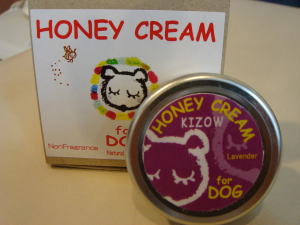 HONEY CREAM
for
DOG
NonFragrance
Natural
HONEY CREAM
KIZOW
Lavender
for
DOG